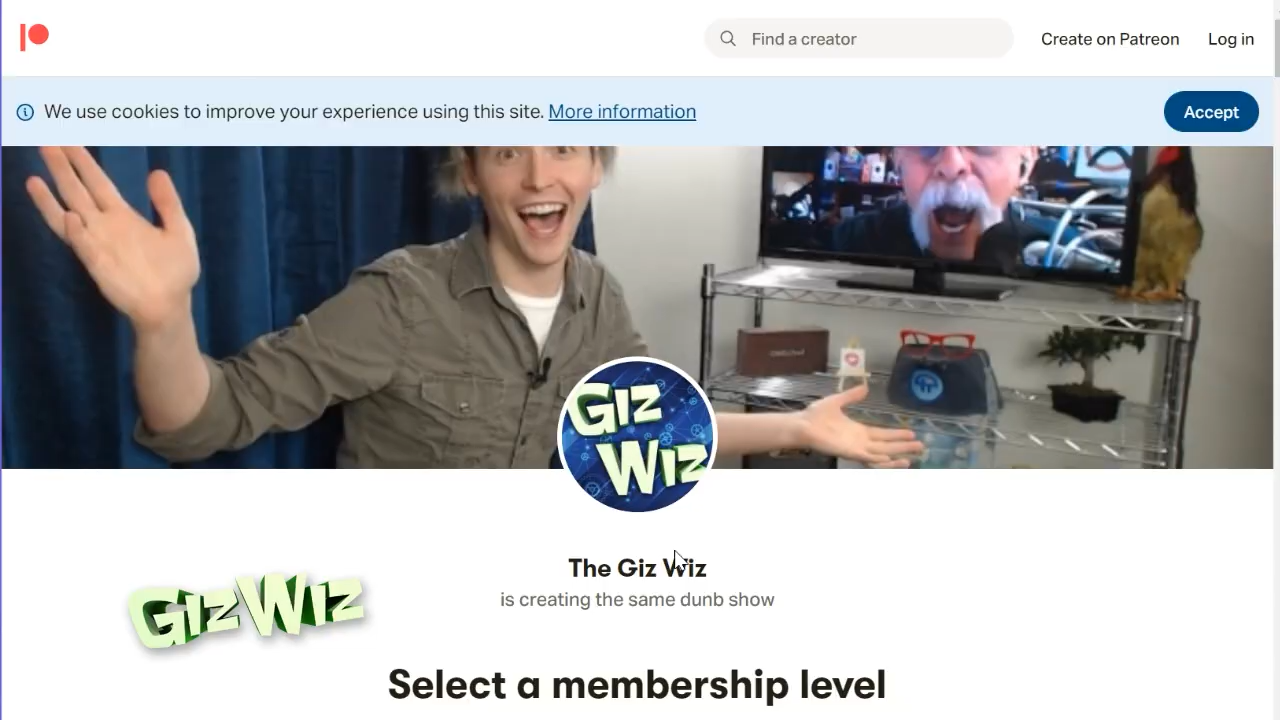 Find a creator
Create on Patreon
Log in
We use cookies to improve your experience using this site. More information
Accept
GIZ
WIZ
The Giz Wiz
is creating the same dunb show
GIZWIZ
Select a membership level